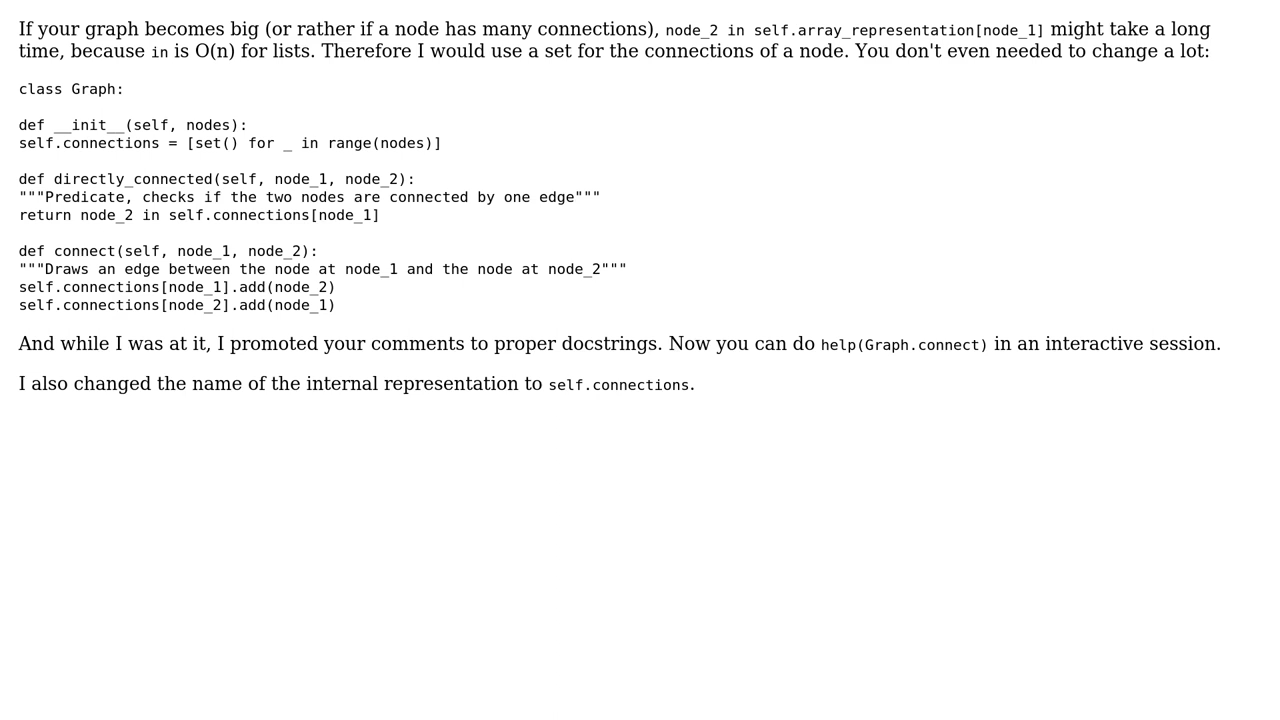 If your graph becomes big (or rather if a node has many connections), node_2 in self.array_representation[node_1] might take a long
time, because in is O(n) for lists. Therefore I would use a set for the connections of a node. You don't even needed to change a lot:
class Graph:
def __init__(self, nodes):
self.connections = [set() for _ in range(nodes)]
def directly_connected(self, node_1, node_2):
"""Predicate, checks if the two nodes are connected by one edge"""
return node_2 in self.connections[node_1]
def connect(self, node_1, node_2):
"""Draws an edge between the node at node_1 and the node at node_2"""
self.connections[node_1].add(node_2)
self.connections[node_2].add(node_1)
And while I was at it, I promoted your comments to proper docstrings. Now you can do help(Graph.connect) in an interactive session.
I also changed the name of the internal representation to self.connections.